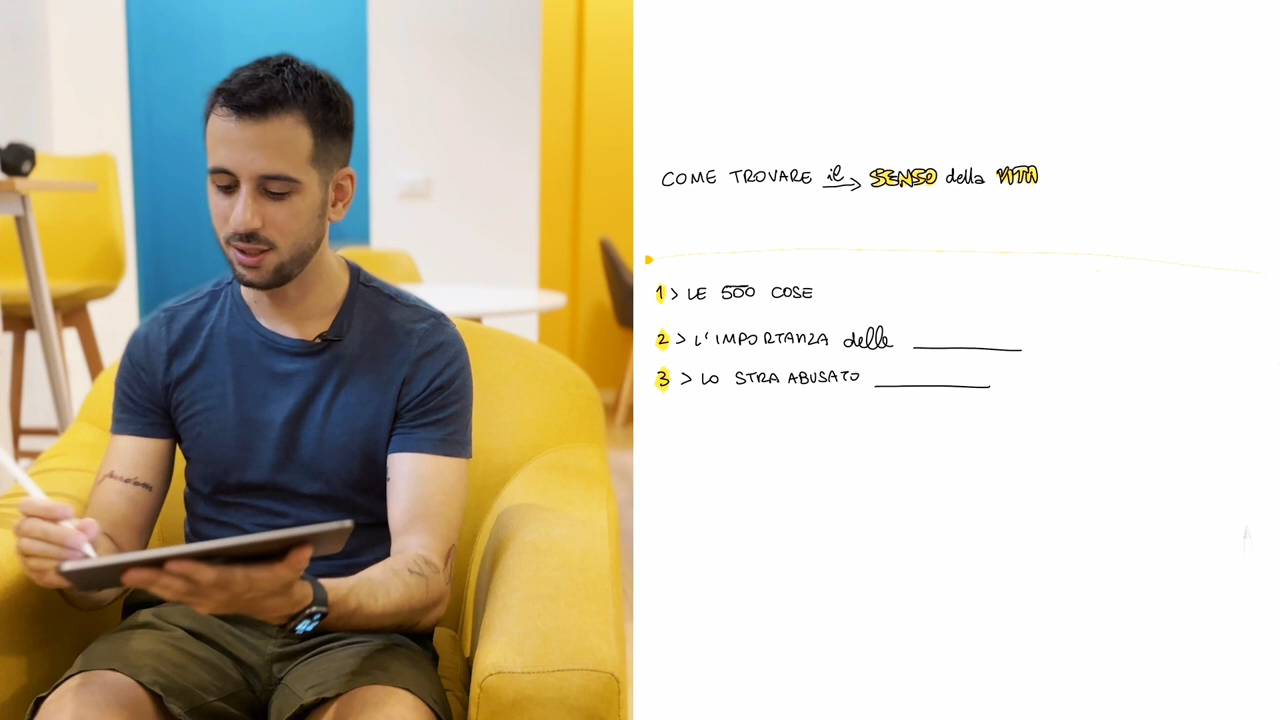 COME TROVARE il SENSO della VITA
1 > LE 500 COSE
2 > L'IMPORTANZA delle
3 > LO STRA ABUSATO